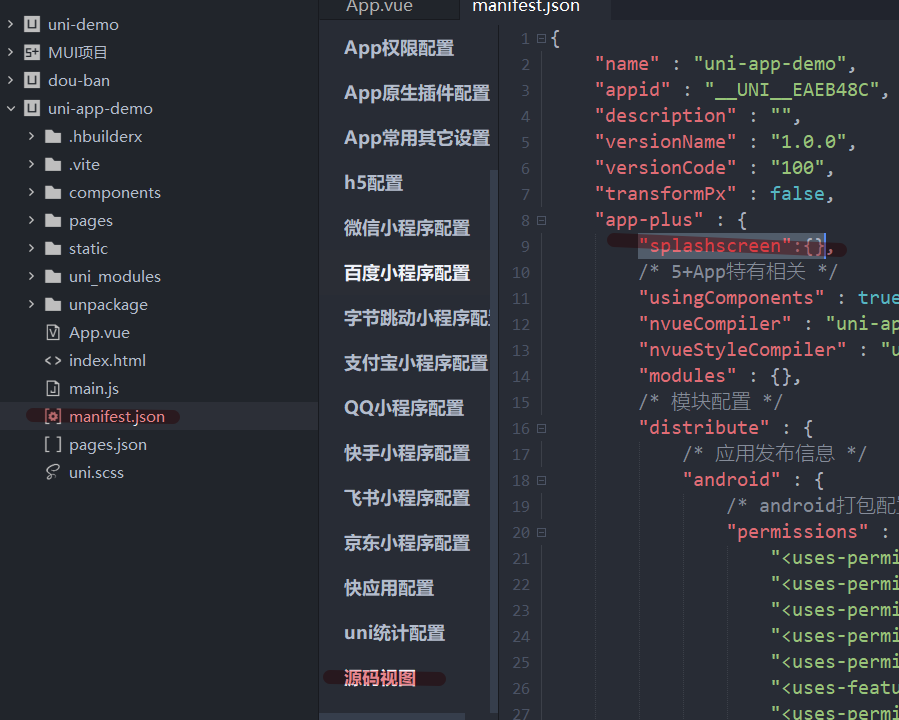 uni-demo
MUI项目
dou-ban
uni-app-demo
.hbuilderx
.vite
components
pages
static
uni_modules
unpackage
App.vue
index.html
main.js
manifest.json
pages.json
uni.scss
App.vue
manifest.json
App权限配置
App原生插件配置
App常用其它设置
h5配置
微信小程序配置
百度小程序配置
字节跳动小程序配
支付宝小程序配置
QQ小程序配置
快手小程序配置
飞书小程序配置
京东小程序配置
快应用配置
uni统计配置
源码视图
1 {
2 "name" : "uni-app-demo",
3 "appid" : "__UNI__EAEB48C",
4 "description" : "",
5 "versionName" : "1.0.0",
6 "versionCode" : "100",
7 "transformPx" : false,
8 "app-plus" : {
9 "splashscreen":{},
10 /* 5+App特有相关 */
11 "usingComponents" : true
12 "nvueCompiler" : "uni-ap
13 "nvueStyleCompiler" : "u
14 "modules" : {},
15 /* 模块配置 */
16 "distribute" : {
17 /* 应用发布信息 */
18 "android" : {
19 /* android打包配
20 "permissions" :
21 "<uses-permi
22 "<uses-permi
23 "<uses-permi
24 "<uses-permi
25 "<uses-permi
26 "<uses-featu
27 "<uses-permi